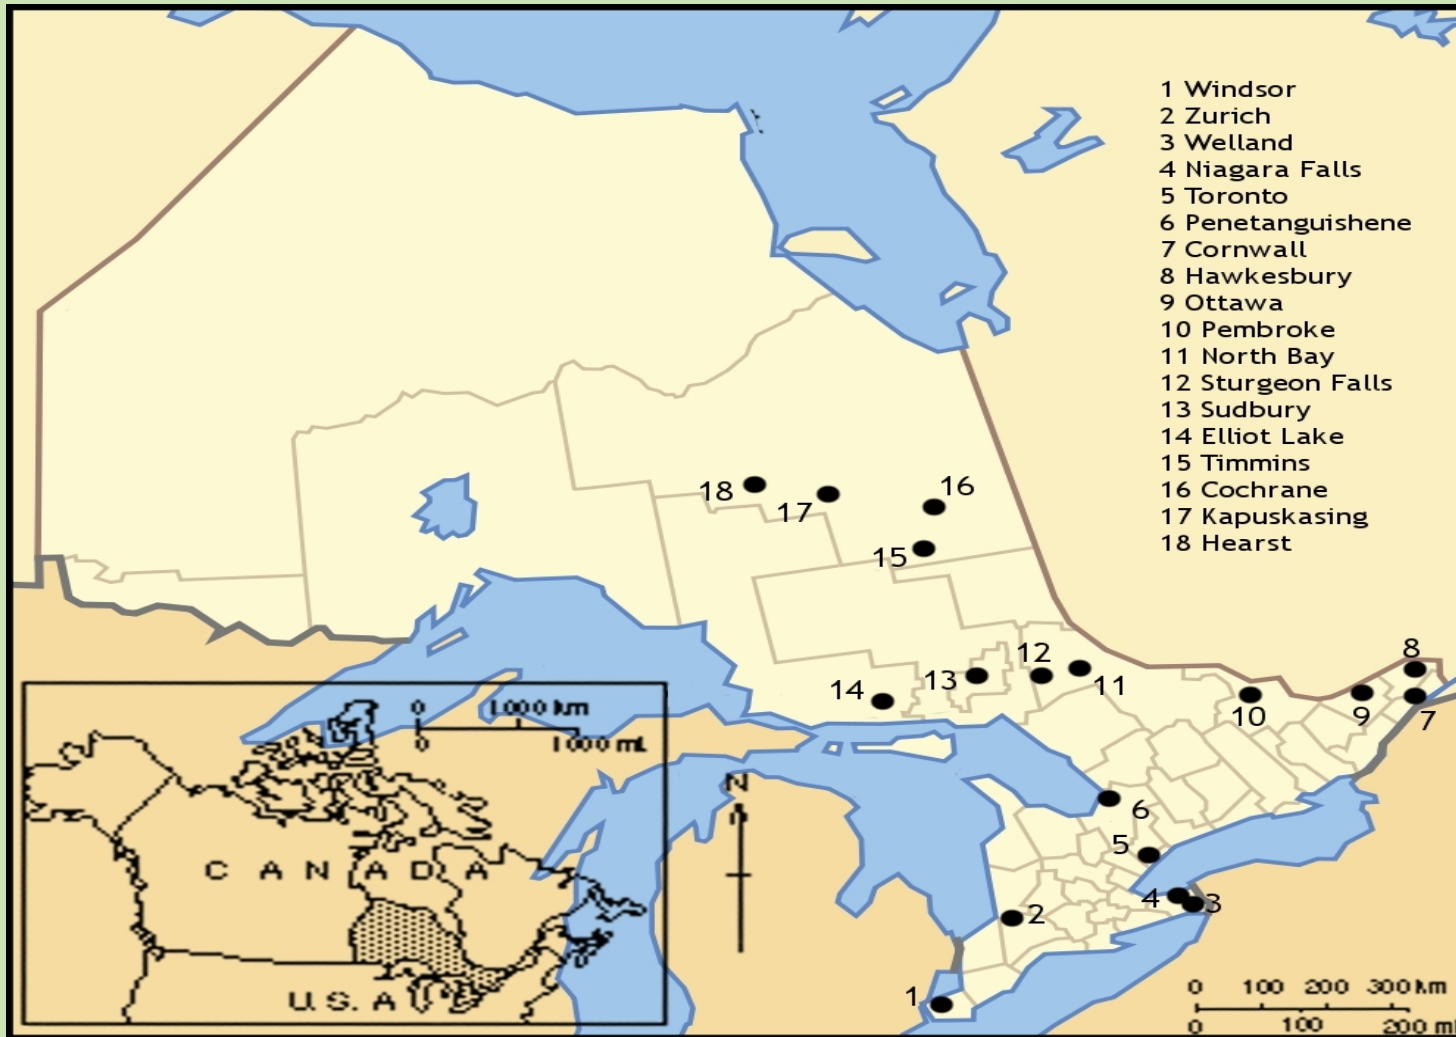 1 Windsor
2 Zurich
3 Welland
4 Niagara Falls
5 Toronto
6 Penetanguishene
7 Cornwall
8 Hawkesbury
9 Ottawa
10 Pembroke
11 North Bay
12 Sturgeon Falls
13 Sudbury
14 Elliot Lake
15 Timmins
16 Cochrane
17 Kapuskasing
18 Hearst
18
17
16
15
14
13
12
11
10
9
8
7
6
5
4
3
2
1
0 1000 km
0 1000 mi.
CANADA
U.S.A
N
0 100 200 300 km
0 100 200 mi